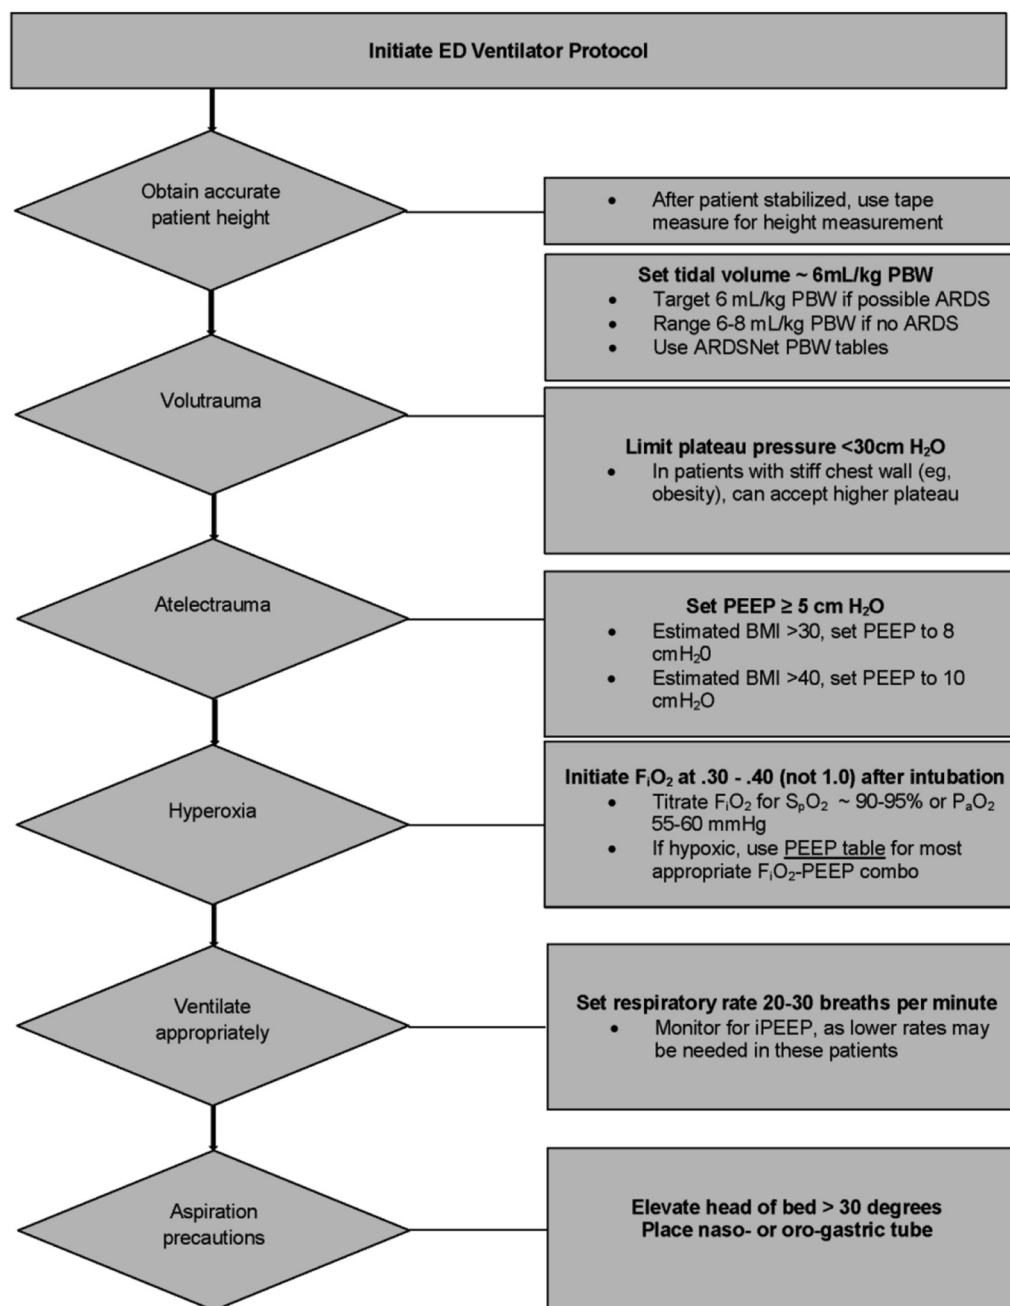 Initiate ED Ventilator Protocol
Obtain accurate
patient height
• After patient stabilized, use tape
measure for height measurement
Set tidal volume ~ 6mL/kg PBW
• Target 6 mL/kg PBW if possible ARDS
• Range 6-8 mL/kg PBW if no ARDS
• Use ARDSNet PBW tables
Volutrauma
Limit plateau pressure <30cm H₂O
• In patients with stiff chest wall (eg,
obesity), can accept higher plateau
Atelectrauma
Set PEEP ≥ 5 cm H₂O
• Estimated BMI >30, set PEEP to 8
cmH₂0
• Estimated BMI >40, set PEEP to 10
cmH₂O
Hyperoxia
Initiate FᵢO₂ at .30 - .40 (not 1.0) after intubation
• Titrate FᵢO₂ for SₚO₂ ~ 90-95% or PₐO₂
55-60 mmHg
• If hypoxic, use PEEP table for most
appropriate FᵢO₂-PEEP combo
Ventilate
appropriately
Set respiratory rate 20-30 breaths per minute
• Monitor for iPEEP, as lower rates may
be needed in these patients
Aspiration
precautions
Elevate head of bed > 30 degrees
Place naso- or oro-gastric tube